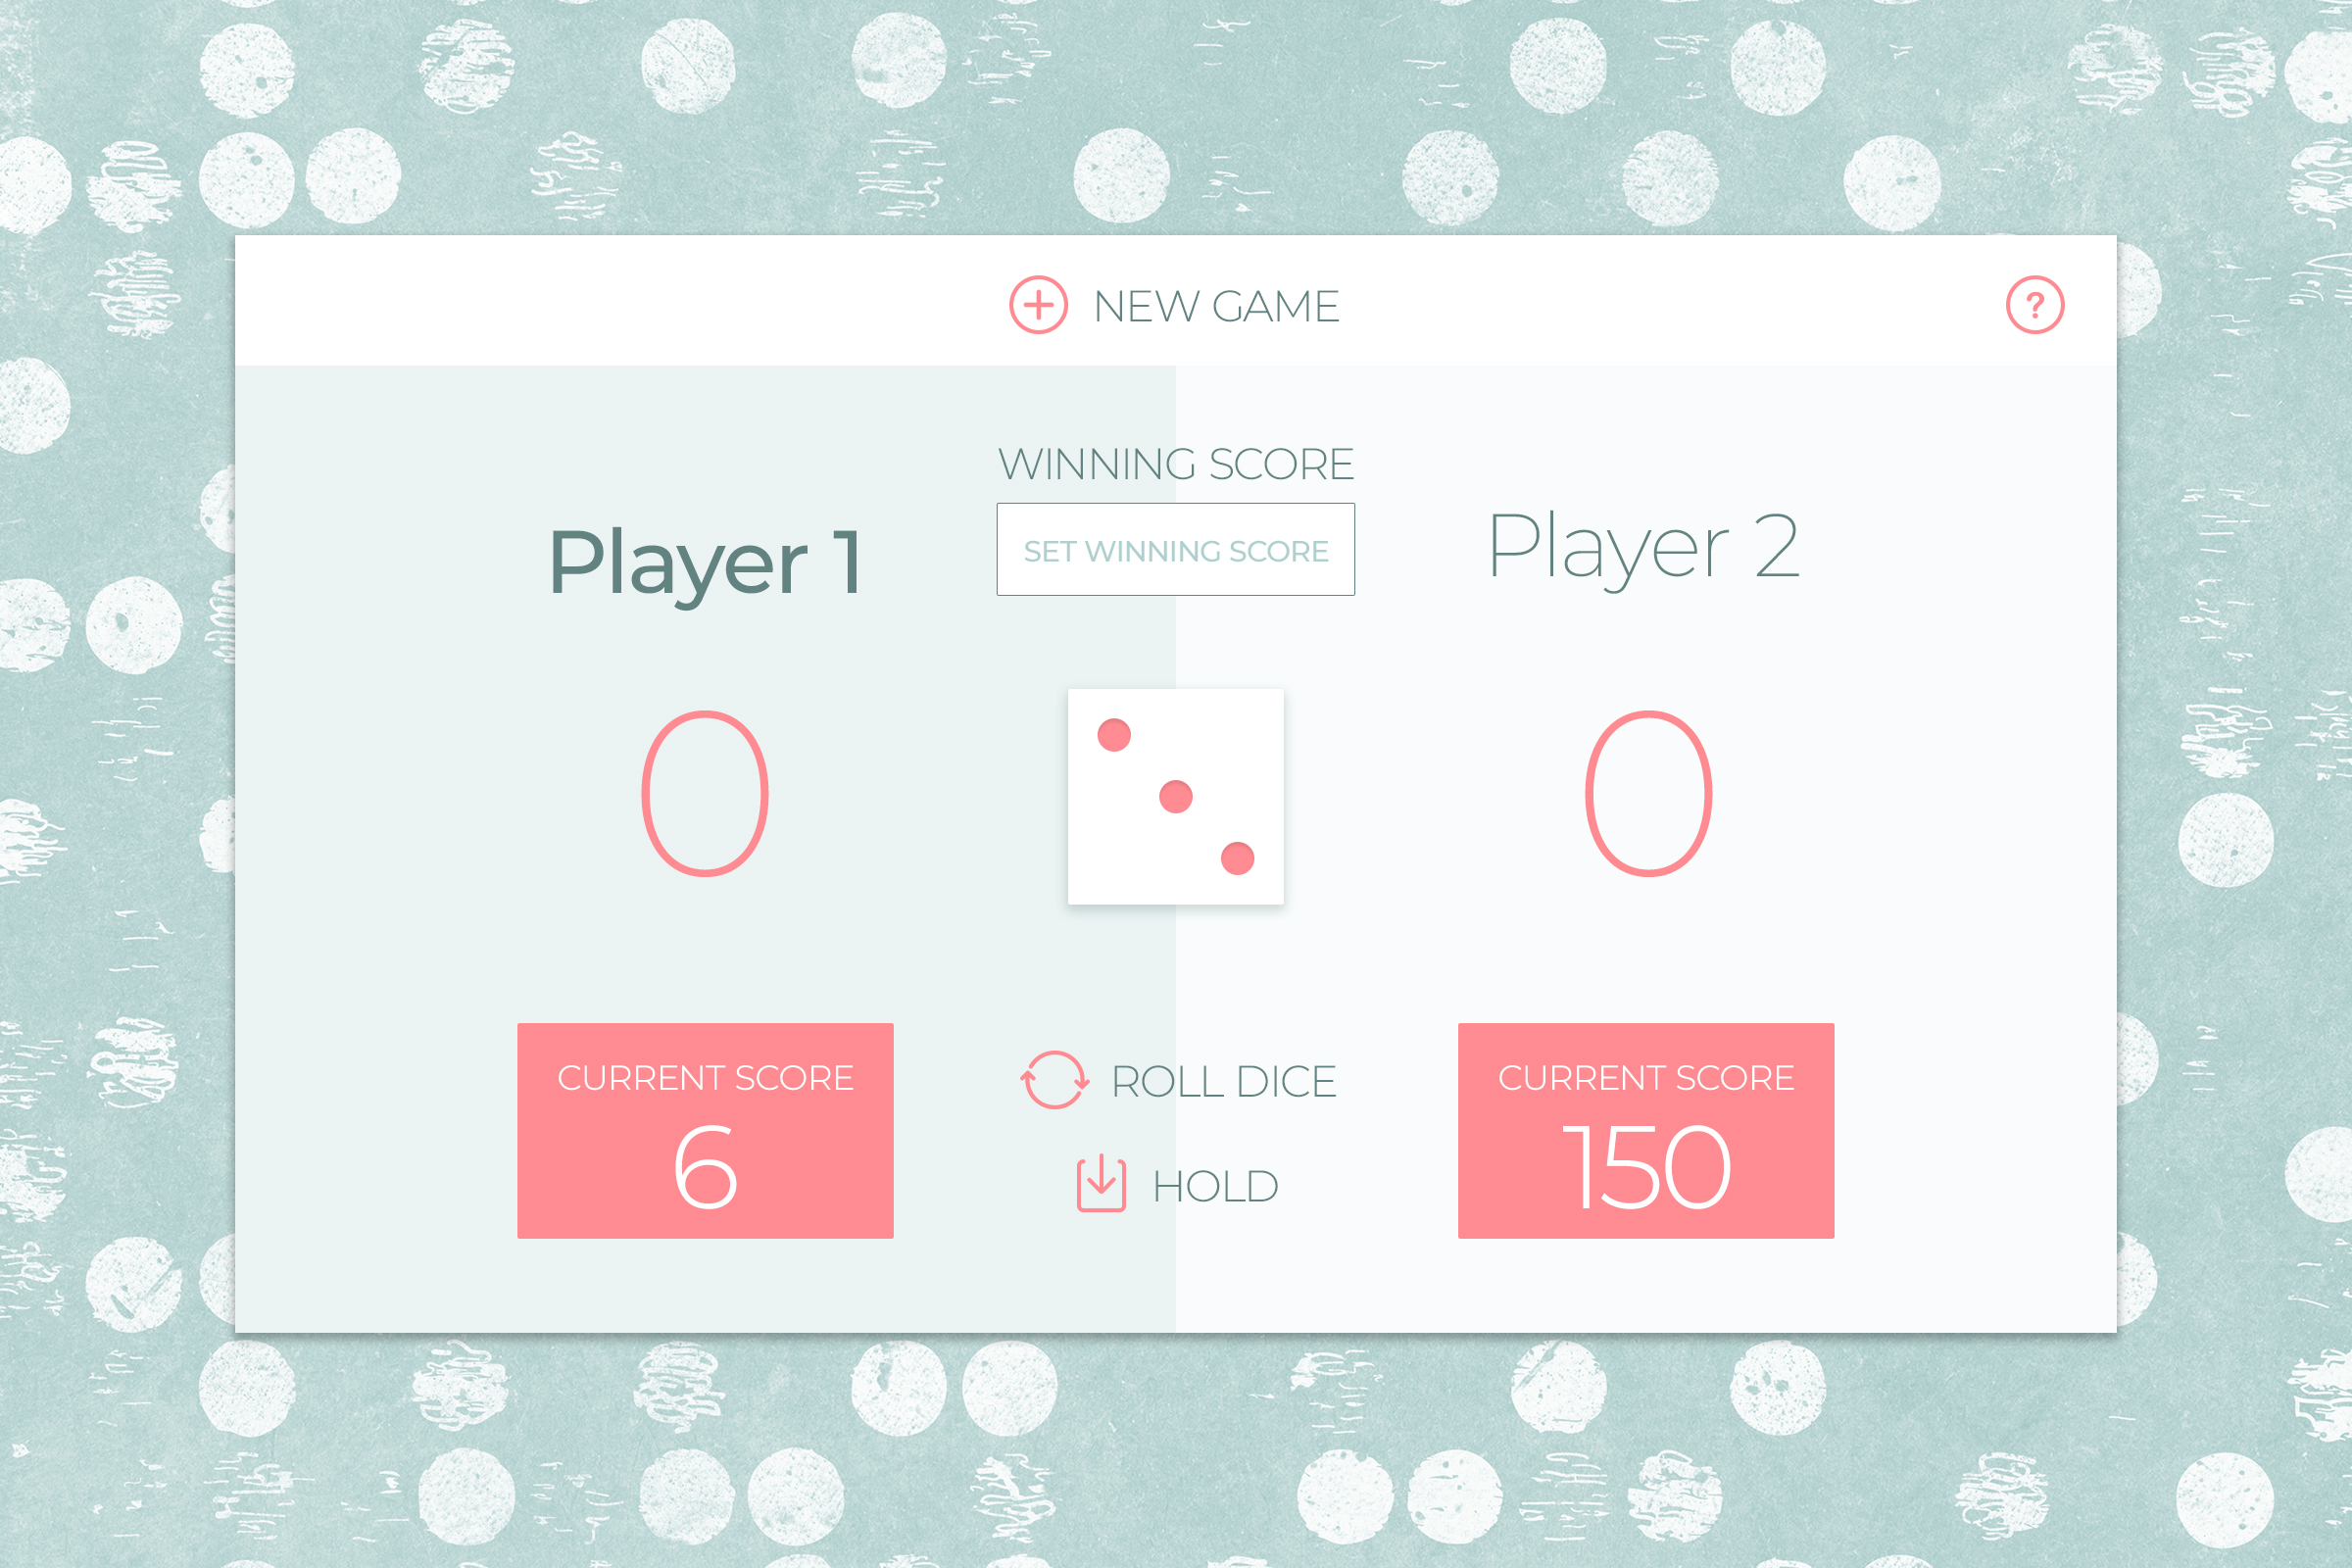 NEW GAME
?
WINNING SCORE
SET WINNING SCORE
Player 1
Player 2
0
0
CURRENT SCORE
6
ROLL DICE
HOLD
CURRENT SCORE
150